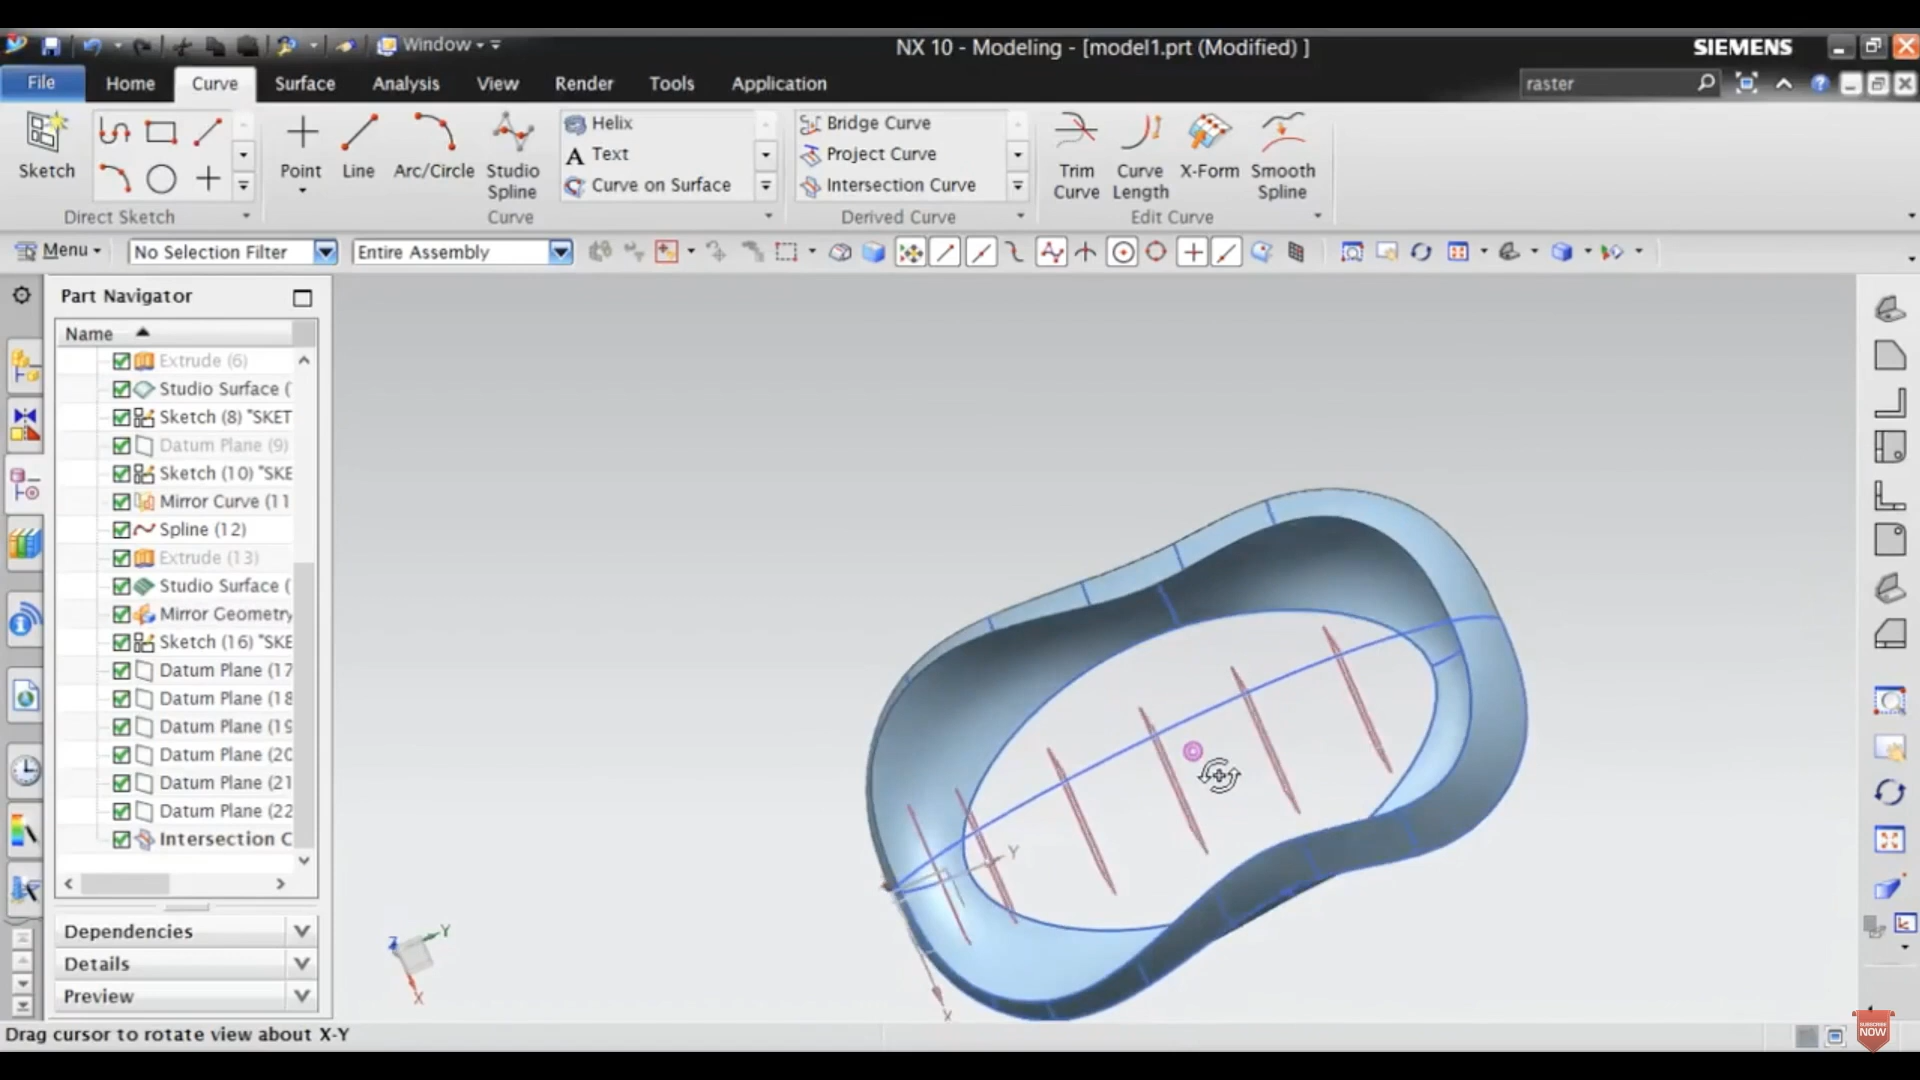 Window
NX 10 - Modeling - [model1.prt (Modified) ]
SIEMENS
File
Home
Curve
Surface
Analysis
View
Render
Tools
Application
raster
Sketch
Direct Sketch
Point
Line
Arc/Circle
Studio Spline
Helix
Text
Curve on Surface
Curve
Bridge Curve
Project Curve
Intersection Curve
Derived Curve
Trim Curve
Curve Length
X-Form
Smooth Spline
Edit Curve
Menu
No Selection Filter
Entire Assembly
Part Navigator
Name
Extrude (6)
Studio Surface (
Sketch (8) "SKET
Datum Plane (9)
Sketch (10) "SKE
Mirror Curve (11
Spline (12)
Extrude (13)
Studio Surface (
Mirror Geometry
Sketch (16) "SKE
Datum Plane (17
Datum Plane (18
Datum Plane (19
Datum Plane (20
Datum Plane (21
Datum Plane (22
Intersection C
Dependencies
Details
Preview
Y
X
Z
Y
X
Drag cursor to rotate view about X-Y
SUBSCRIBE
NOW